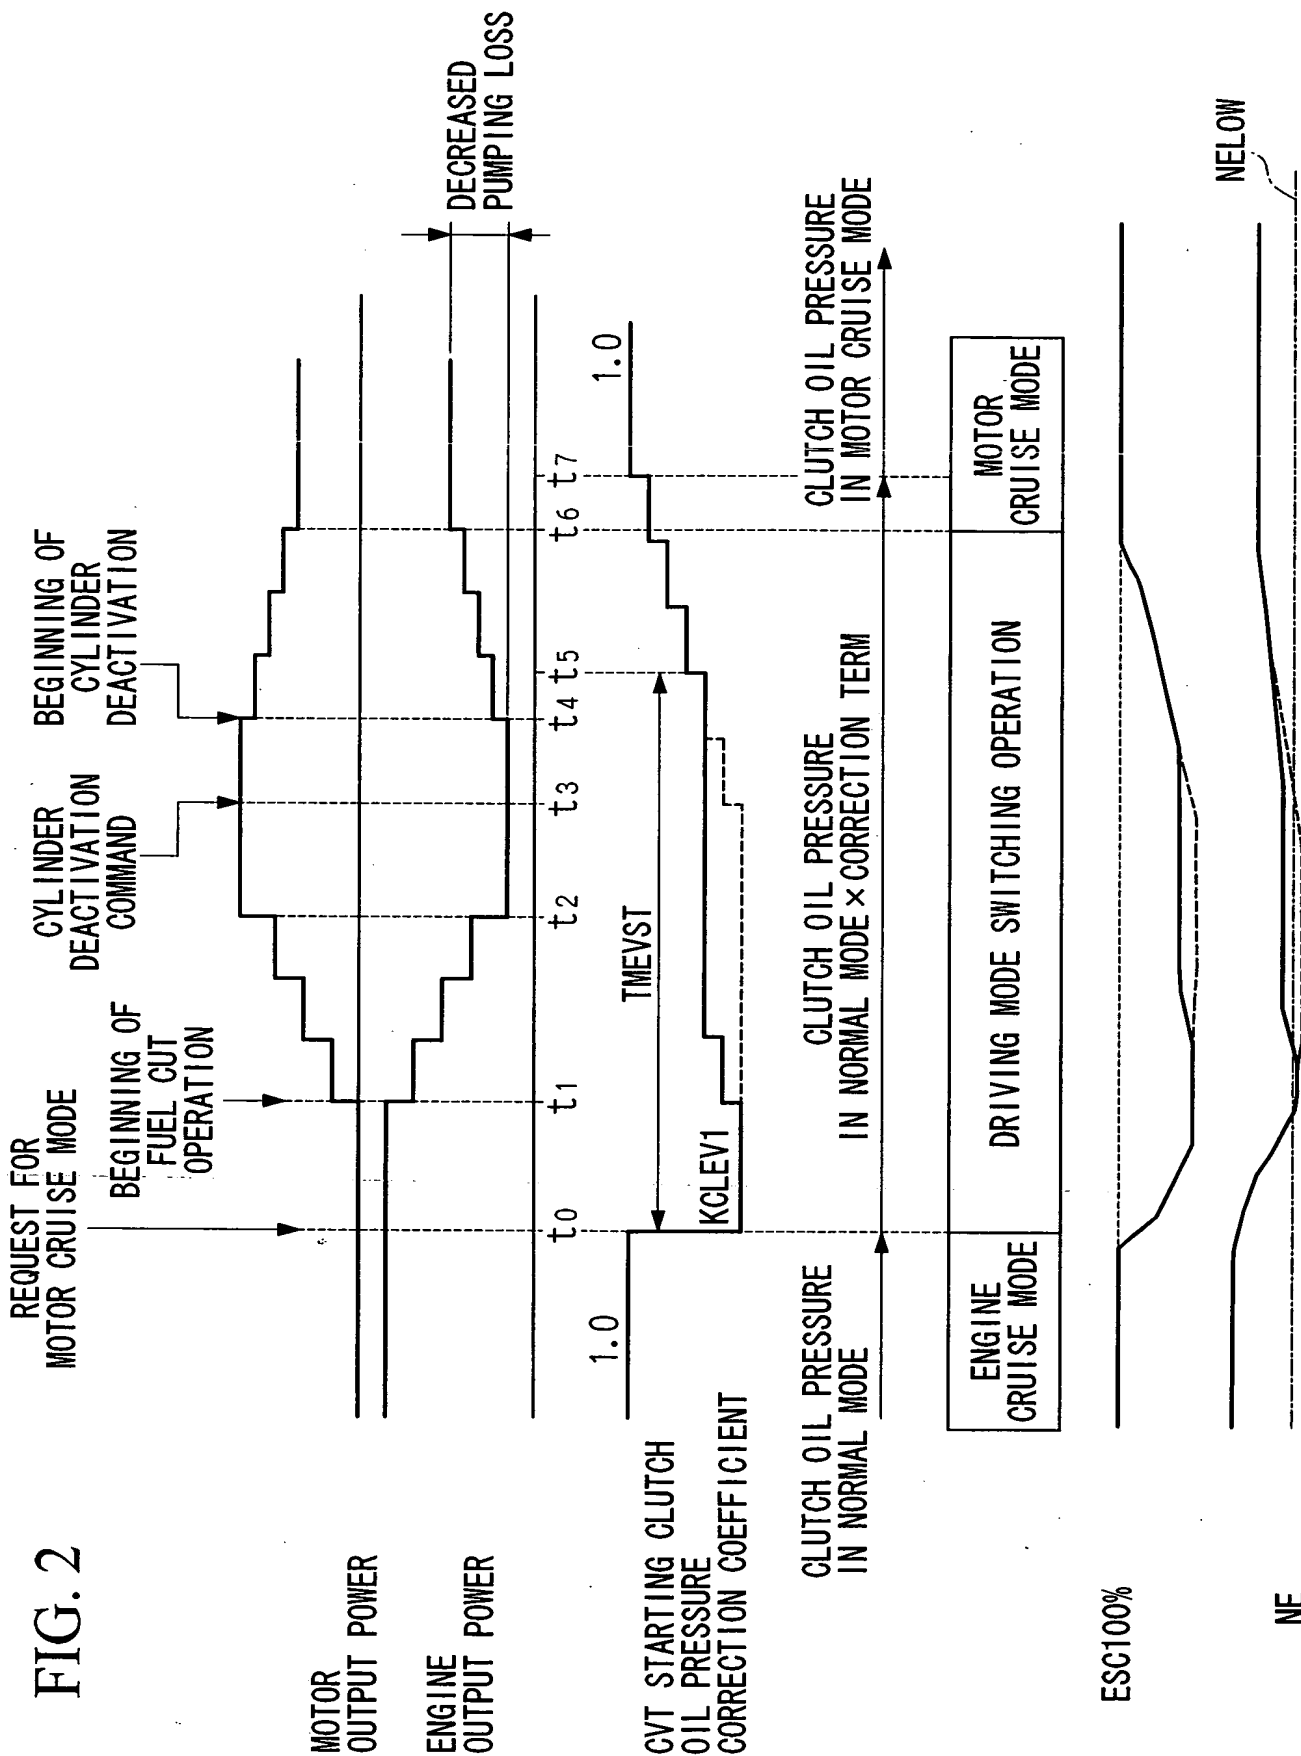 FIG. 2
REQUEST FOR
MOTOR CRUISE MODE
BEGINNING OF
FUEL CUT
OPERATION
CYLINDER
DEACTIVATION
COMMAND
BEGINNING OF
CYLINDER
DEACTIVATION
MOTOR
OUTPUT POWER
ENGINE
OUTPUT POWER
DECREASED
PUMPING LOSS
t0
t1
t2
t3
t4
t5
t6
t7
CVT STARTING CLUTCH
OIL PRESSURE
CORRECTION COEFFICIENT
1.0
KCLEV1
TMEVST
1.0
CLUTCH OIL PRESSURE
IN NORMAL MODE
CLUTCH OIL PRESSURE
IN NORMAL MODE×CORRECTION TERM
CLUTCH OIL PRESSURE
IN MOTOR CRUISE MODE
ENGINE
CRUISE MODE
DRIVING MODE SWITCHING OPERATION
MOTOR
CRUISE MODE
ESC100%
NE
NELOW